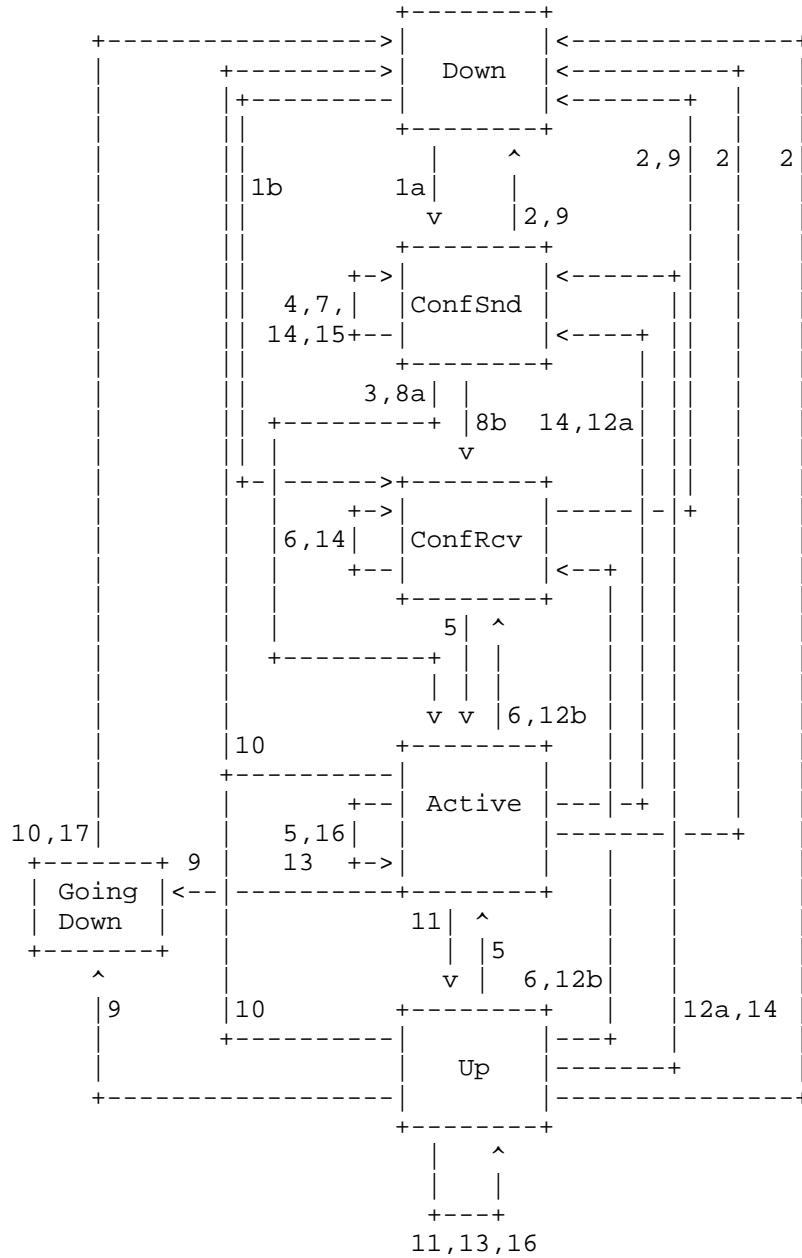 Down
2,9 2 2
1b 1a
2,9
4,7, ConfSnd
14,15
3,8a
8b 14,12a
6,14 ConfRcv
5
6,12b
10
Active
10,17 5,16
9 13
Going
Down 11
5
6,12b
9 10 12a,14
Up
11,13,16